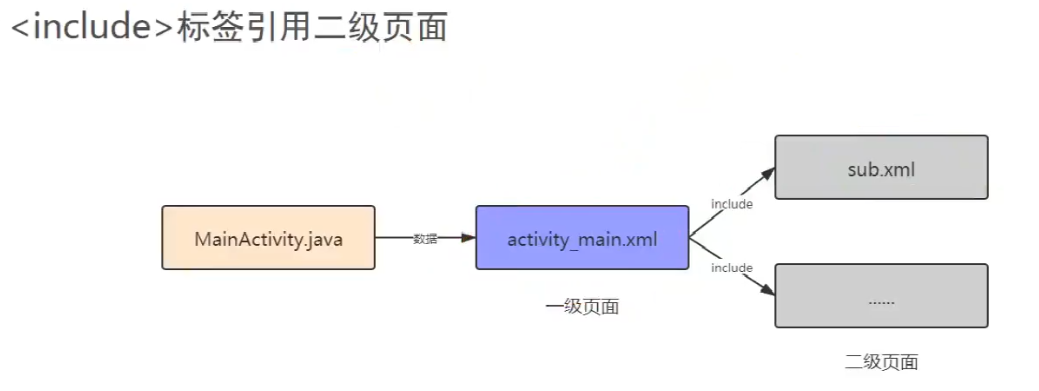 <include>标签引用二级页面
sub.xml
include
MainActivity.java
数据
activity_main.xml
include
......
一级页面
二级页面